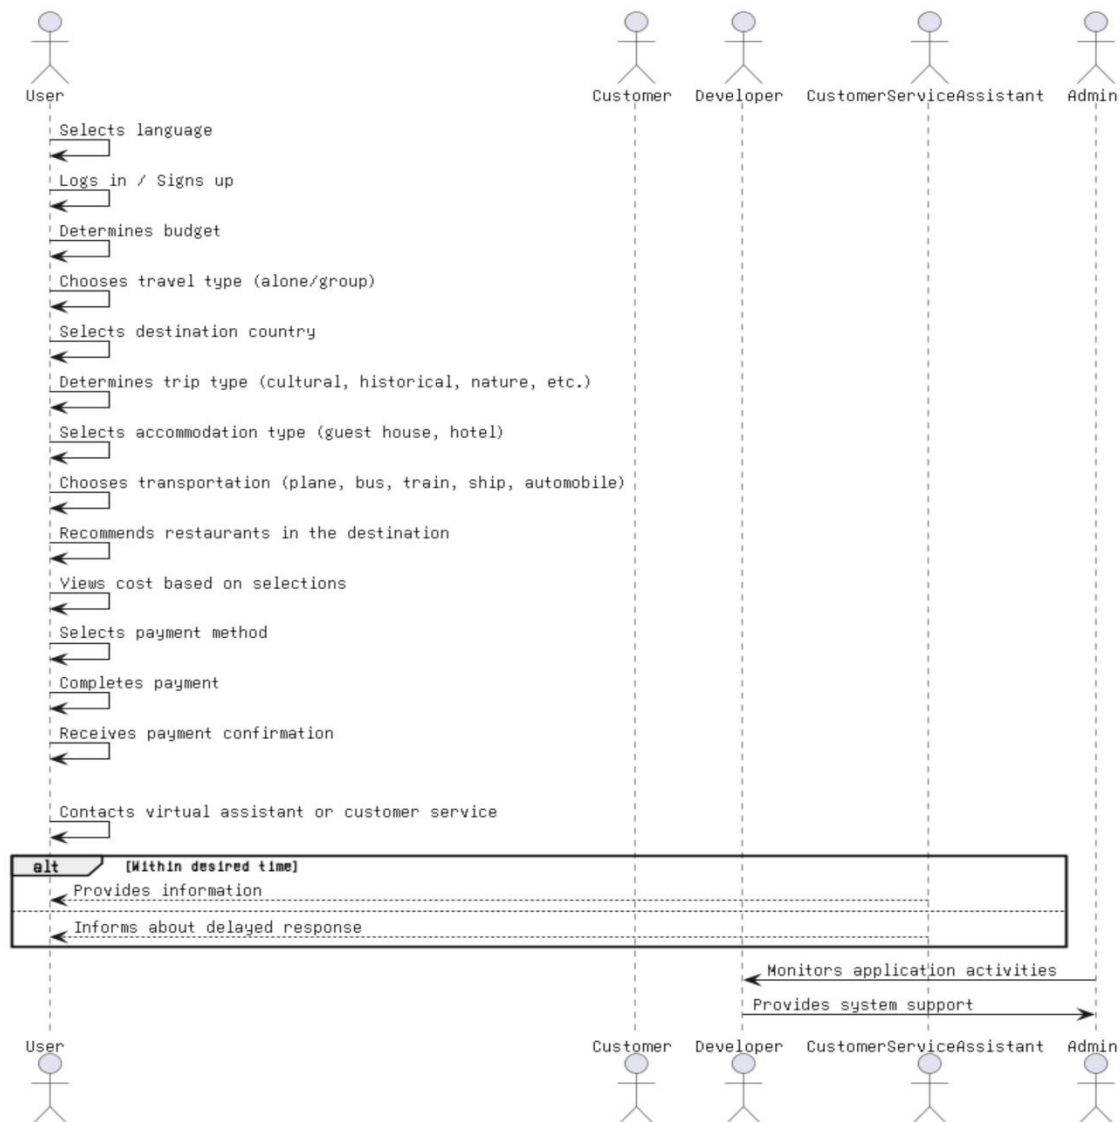 User Customer Developer CustomerServiceAssistant Admin
Selects language
Logs in / Signs up
Determines budget
Chooses travel type (alone/group)
Selects destination country
Determines trip type (cultural, historical, nature, etc.)
Selects accommodation type (guest house, hotel)
Chooses transportation (plane, bus, train, ship, automobile)
Recommends restaurants in the destination
Views cost based on selections
Selects payment method
Completes payment
Receives payment confirmation
Contacts virtual assistant or customer service
alt [Within desired time]
Provides information
Informs about delayed response
Monitors application activities
Provides system support
User Customer Developer CustomerServiceAssistant Admin